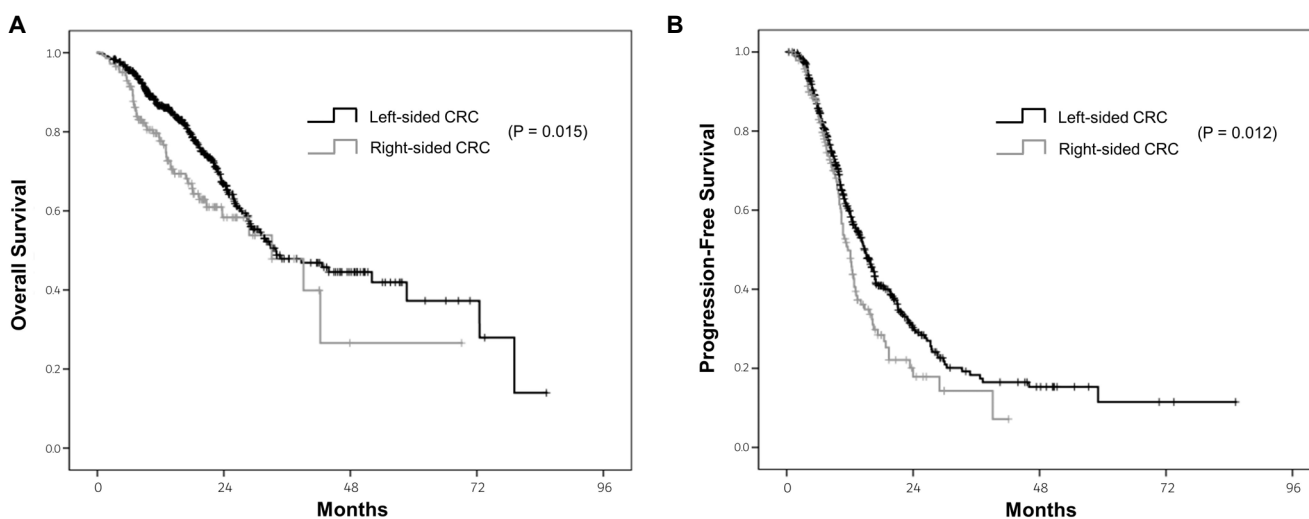 A
Overall Survival
1.0
0.8
0.6
0.4
0.2
0.0
Left-sided CRC
Right-sided CRC
(P = 0.015)
0 24 48 72 96
Months
B
Progression-Free Survival
1.0
0.8
0.6
0.4
0.2
0.0
Left-sided CRC
Right-sided CRC
(P = 0.012)
0 24 48 72 96
Months